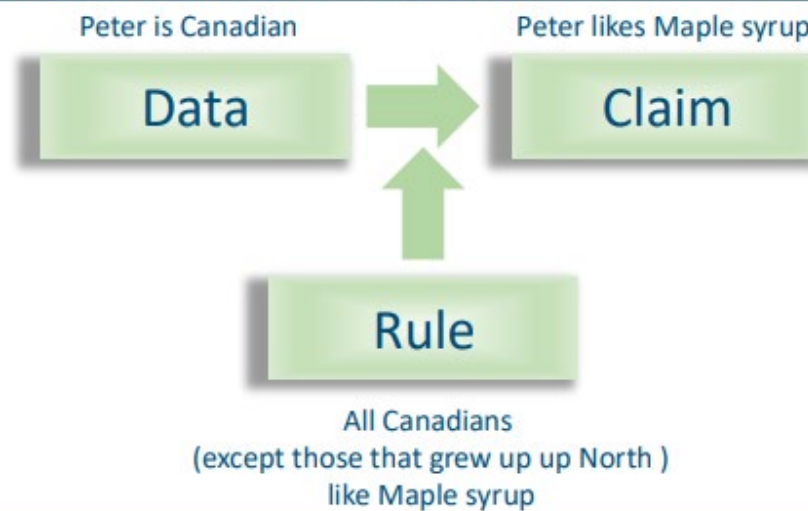 Peter is Canadian
Peter likes Maple syrup
Data
Claim
Rule
All Canadians
(except those that grew up up North )
like Maple syrup